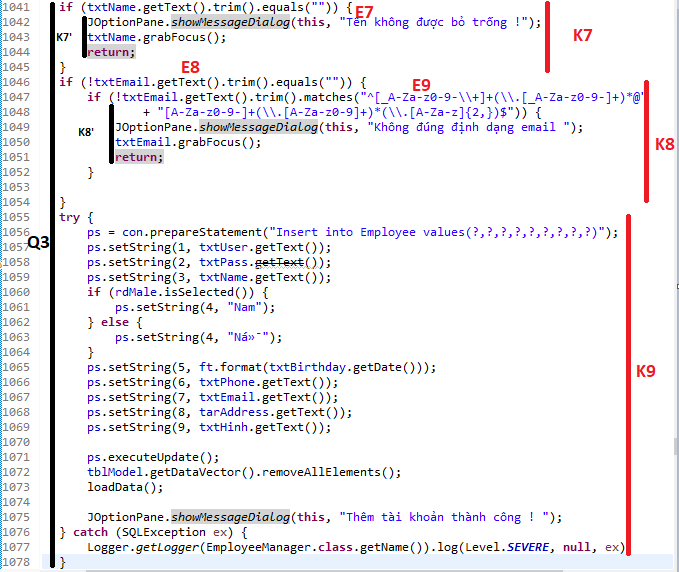 1041 if (txtName.getText().trim().equals("")) { E7
1042 JOptionPane.showMessageDialog(this, "Tên không được bỏ trống !");
1043 K7' txtName.grabFocus(); K7
1044 return;
1045 } E8
1046 if (!txtEmail.getText().trim().equals("")) { E9
1047 if (!txtEmail.getText().trim().matches("^[_A-Za-z0-9-\\+]+(\\.[_A-Za-z0-9-]+)*@"
1048 + "[A-Za-z0-9-]+(\\.[A-Za-z0-9]+)*(\\.[A-Za-z]{2,})$")) {
1049 K8' JOptionPane.showMessageDialog(this, "Không đúng định dạng email ");
1050 txtEmail.grabFocus(); K8
1051 return;
1052 }
1053
1054 }
1055 try {
1056 ps = con.prepareStatement("Insert into Employee values(?,?,?,?,?,?,?,?,?)");
1057 Q3 ps.setString(1, txtUser.getText());
1058 ps.setString(2, txtPass.getText());
1059 ps.setString(3, txtName.getText());
1060 if (rdMale.isSelected()) {
1061 ps.setString(4, "Nam");
1062 } else {
1063 ps.setString(4, "Ná»¯");
1064 }
1065 ps.setString(5, ft.format(txtBirthday.getDate())); K9
1066 ps.setString(6, txtPhone.getText());
1067 ps.setString(7, txtEmail.getText());
1068 ps.setString(8, tarAddress.getText());
1069 ps.setString(9, txtHinh.getText());
1070
1071 ps.executeUpdate();
1072 tblModel.getDataVector().removeAllElements();
1073 loadData();
1074
1075 JOptionPane.showMessageDialog(this, "Thêm tài khoản thành công ! ");
1076 } catch (SQLException ex) {
1077 Logger.getLogger(EmployeeManager.class.getName()).log(Level.SEVERE, null, ex)
1078 }